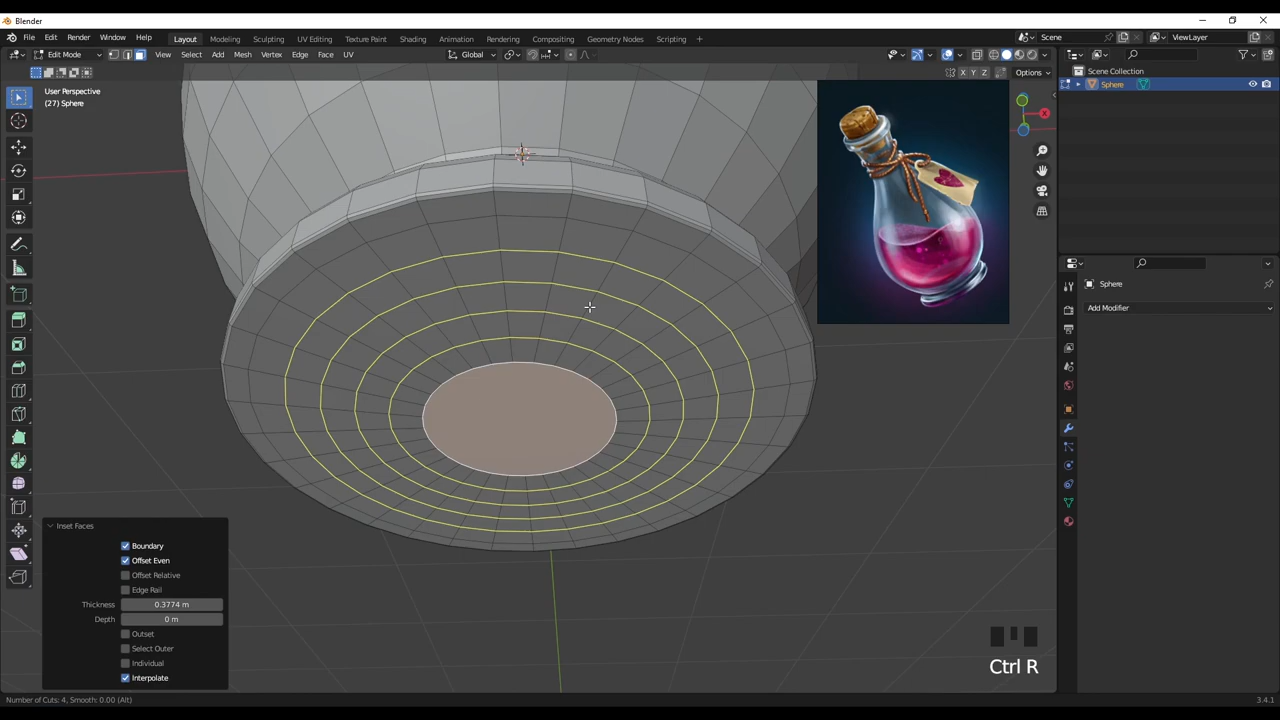 Blender
File Edit Render Window Help
Layout Modeling Sculpting UV Editing Texture Paint Shading Animation Rendering Compositing Geometry Nodes Scripting +
Scene
ViewLayer
Edit Mode
View Select Add Mesh Vertex Edge Face UV
Global
X Y Z
Options
User Perspective
(27) Sphere
Scene Collection
Sphere
Sphere
Add Modifier
Inset Faces
Boundary
Offset Even
Offset Relative
Edge Rail
Thickness 0.3774 m
Depth 0 m
Outset
Select Outer
Individual
Interpolate
Ctrl R
Number of Cuts: 4, Smooth: 0.00 (Alt)
3.4.1